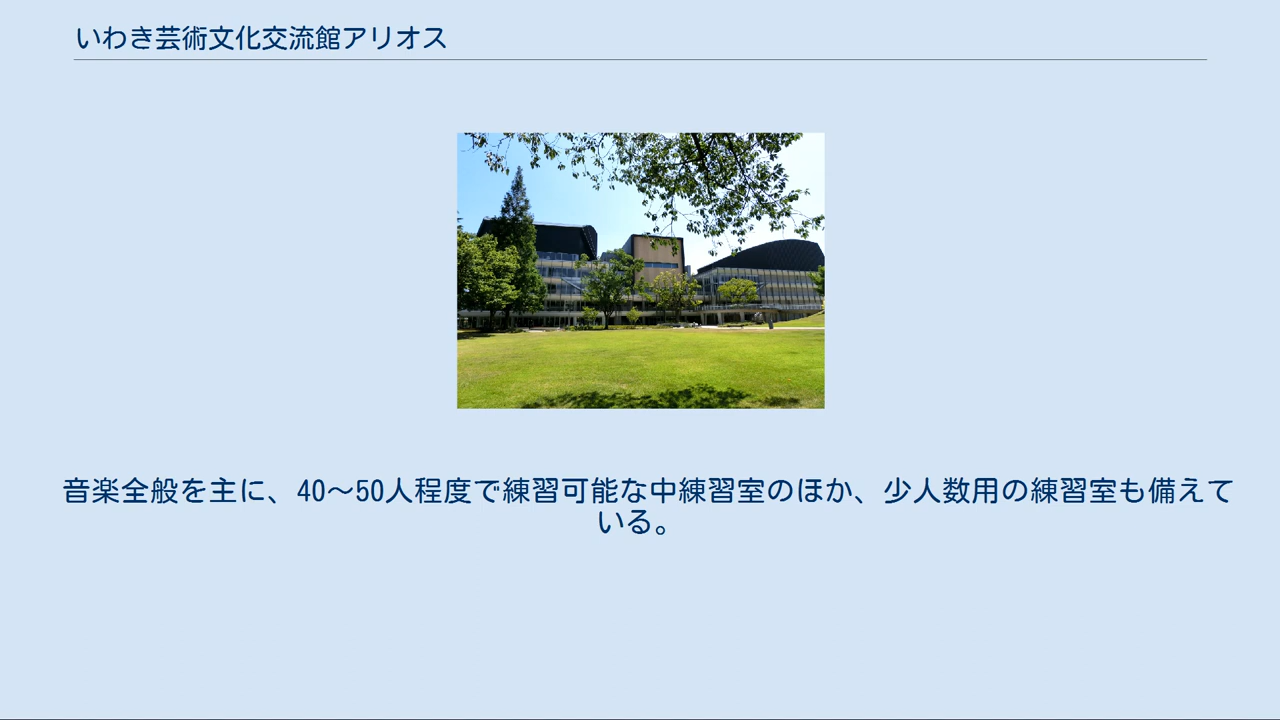 いわき芸術文化交流館アリオス
音楽全般を主に、40〜50人程度で練習可能な中練習室のほか、少人数用の練習室も備えて
いる。